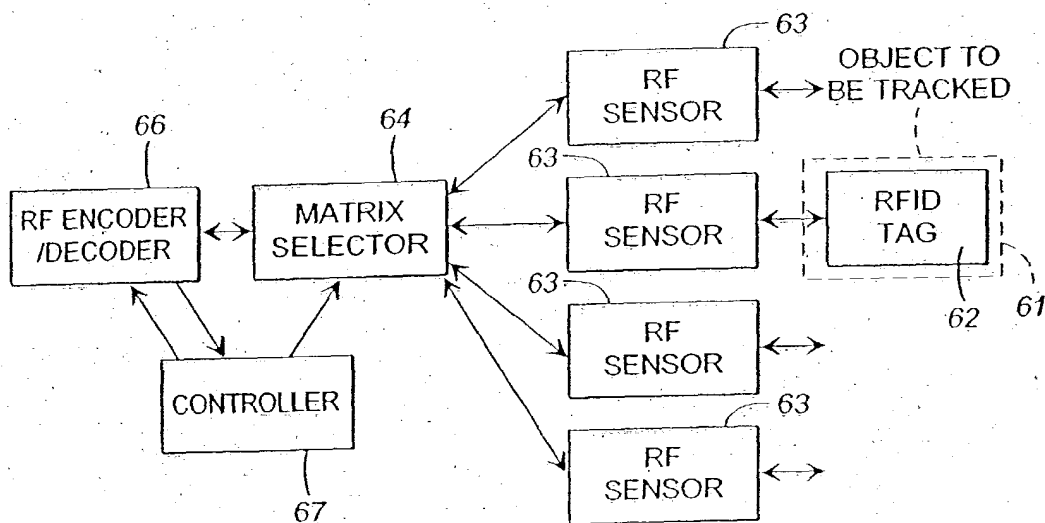 63
RF
SENSOR
OBJECT TO
BE TRACKED
66
RF ENCODER
/DECODER
64
MATRIX
SELECTOR
63
RF
SENSOR
RFID
TAG
62
61
63
RF
SENSOR
CONTROLLER
67
63
RF
SENSOR